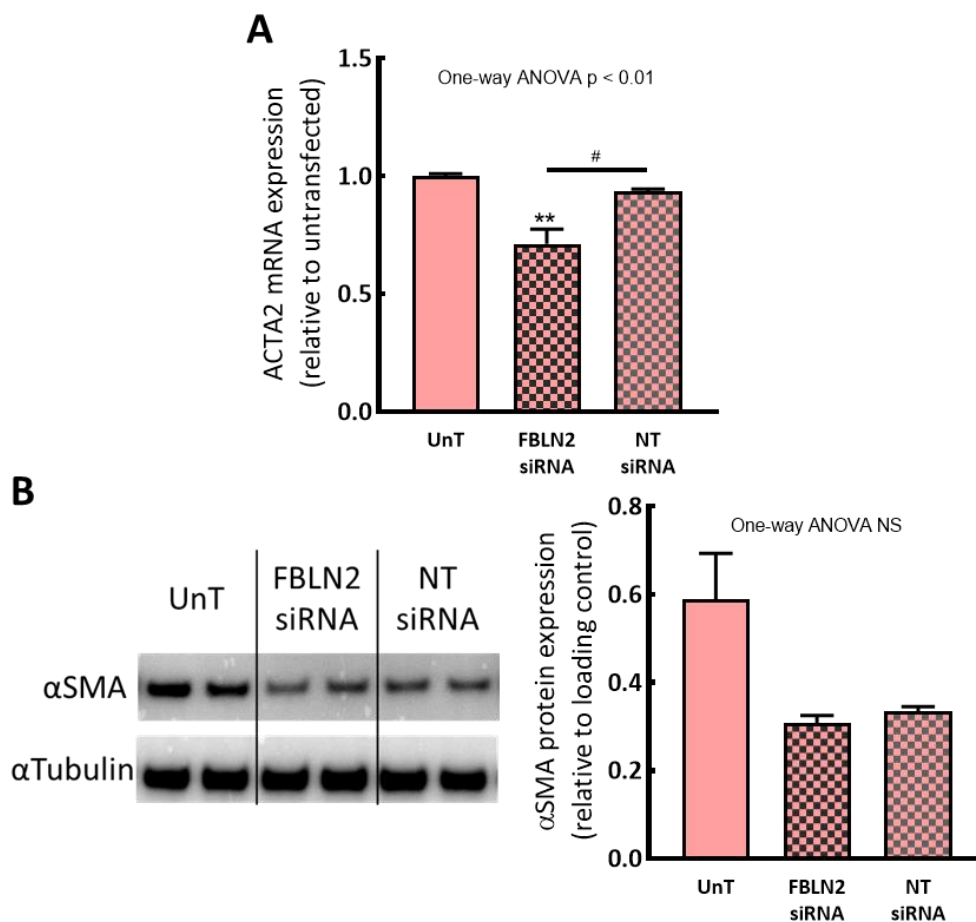 A
ACTA2 mRNA expression
(relative to untransfected)
1.5
1.0
0.5
0.0
One-way ANOVA p < 0.01
#
**
UnT
FBLN2
siRNA
NT
siRNA
B
UnT
FBLN2
siRNA
NT
siRNA
αSMA
αTubulin
αSMA protein expression
(relative to loading control)
0.8
0.6
0.4
0.2
0.0
One-way ANOVA NS
UnT
FBLN2
siRNA
NT
siRNA